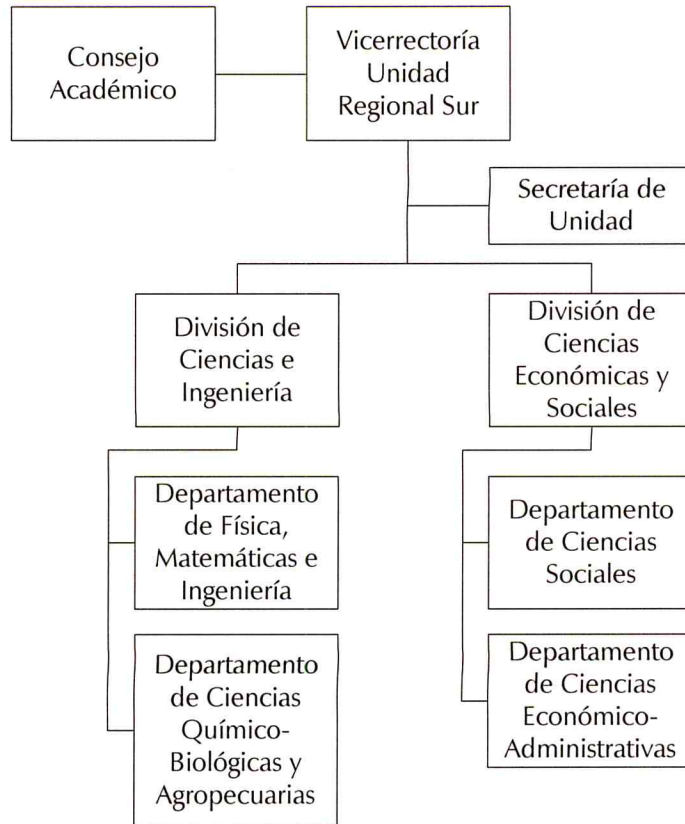 Consejo
Académico
Vicerrectoría
Unidad
Regional Sur
Secretaría de
Unidad
División de
Ciencias e
Ingeniería
División de
Ciencias
Económicas y
Sociales
Departamento
de Física,
Matemáticas e
Ingeniería
Departamento
de Ciencias
Sociales
Departamento
de Ciencias
Químico-
Biológicas y
Agropecuarias
Departamento
de Ciencias
Económico-
Administrativas